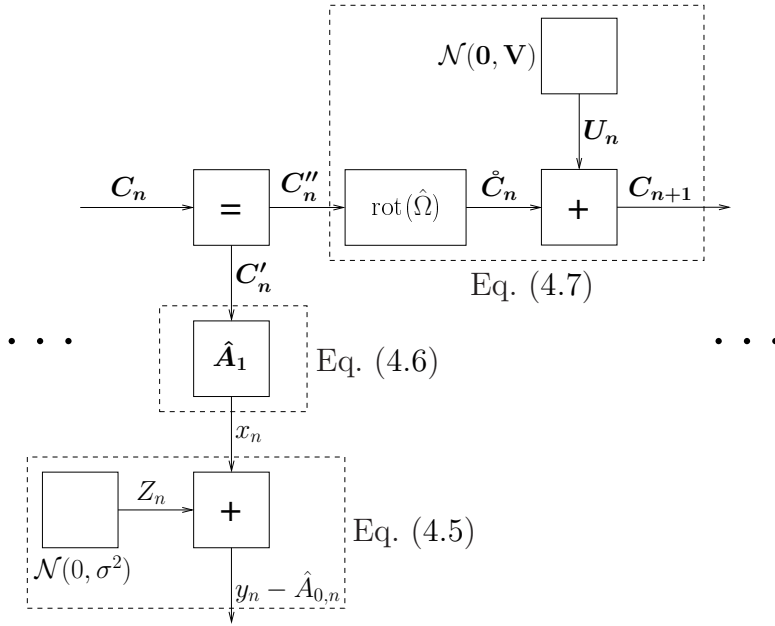 𝒩(𝟎, 𝐕)
U_n
C_n
=
C''_n
rot(Ω̂)
C̊_n
+
C_{n+1}
C'_n
Eq. (4.7)
. . .
Â_1
Eq. (4.6)
. . .
x_n
Z_n
+
Eq. (4.5)
𝒩(0, σ²)
y_n − Â_{0,n}